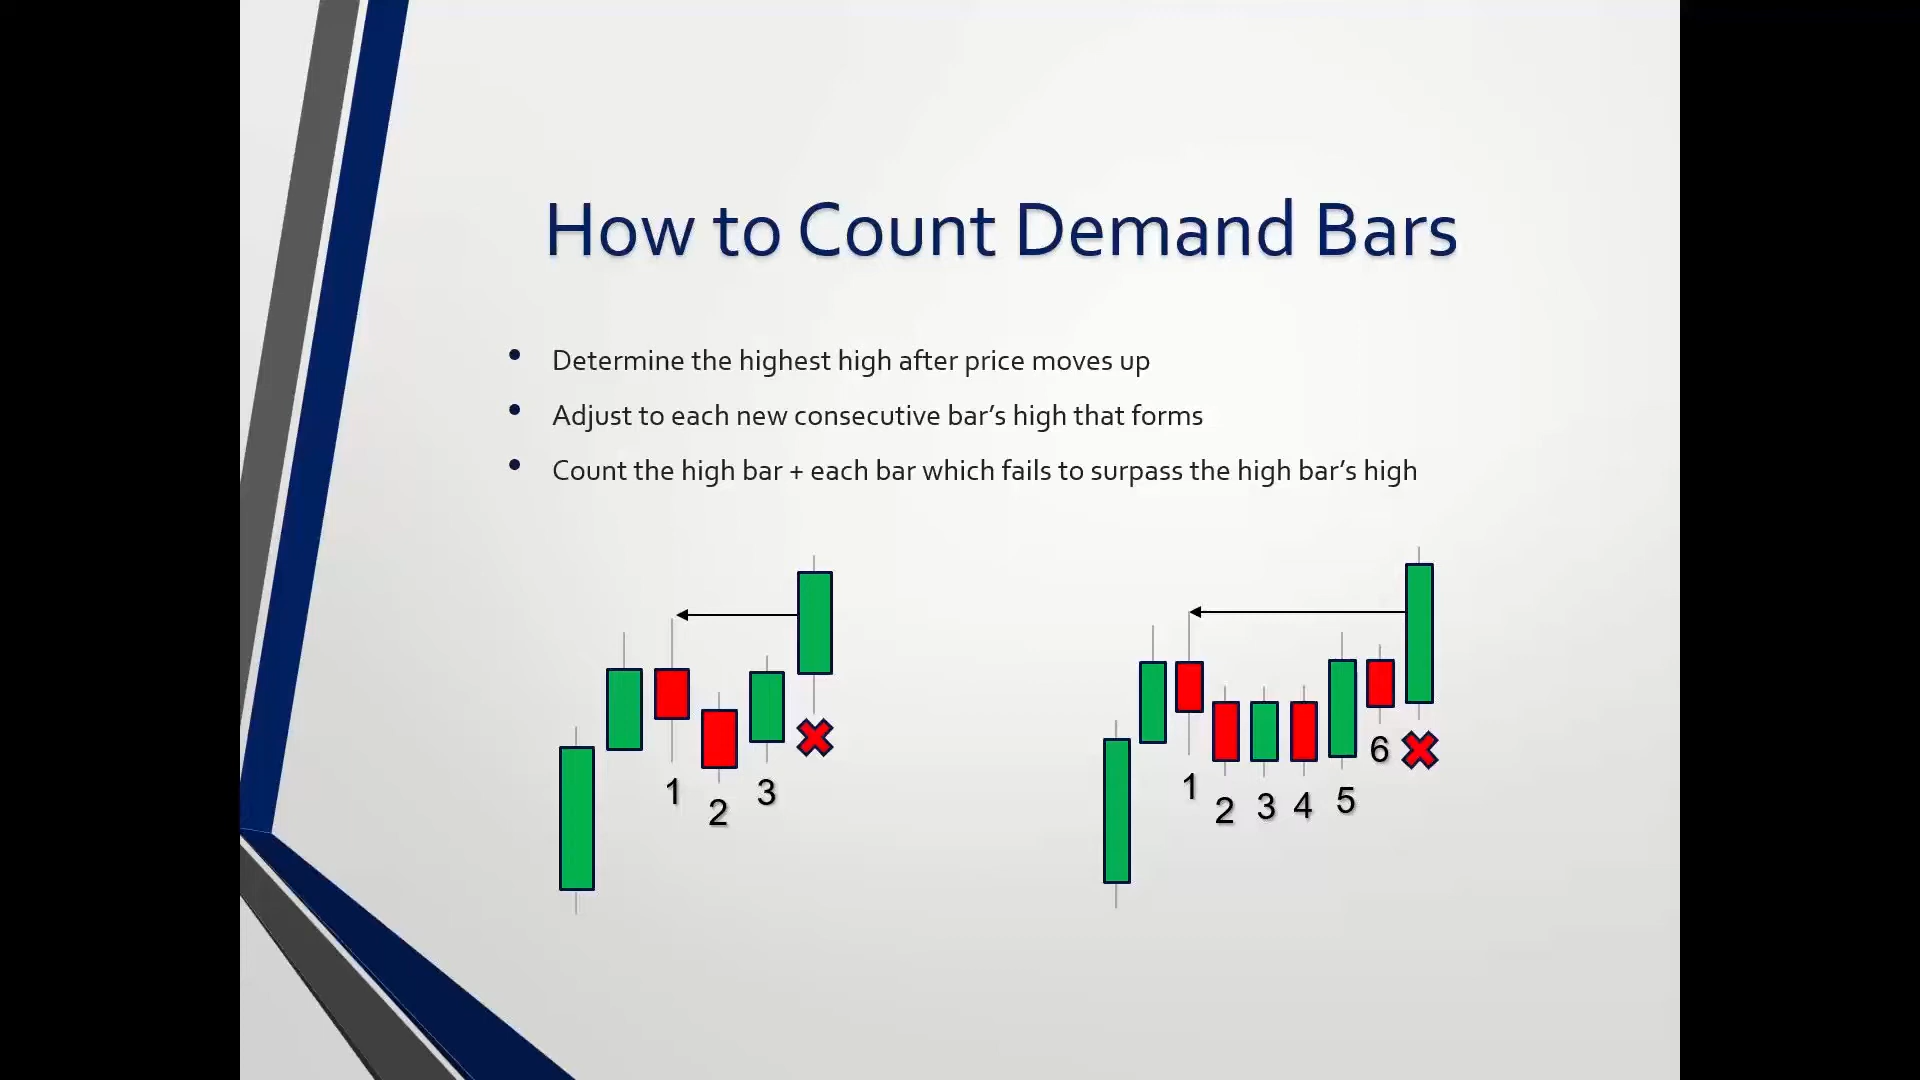 How to Count Demand Bars
• Determine the highest high after price moves up
• Adjust to each new consecutive bar’s high that forms
• Count the high bar + each bar which fails to surpass the high bar’s high
1 2 3
1 2 3 4 5 6